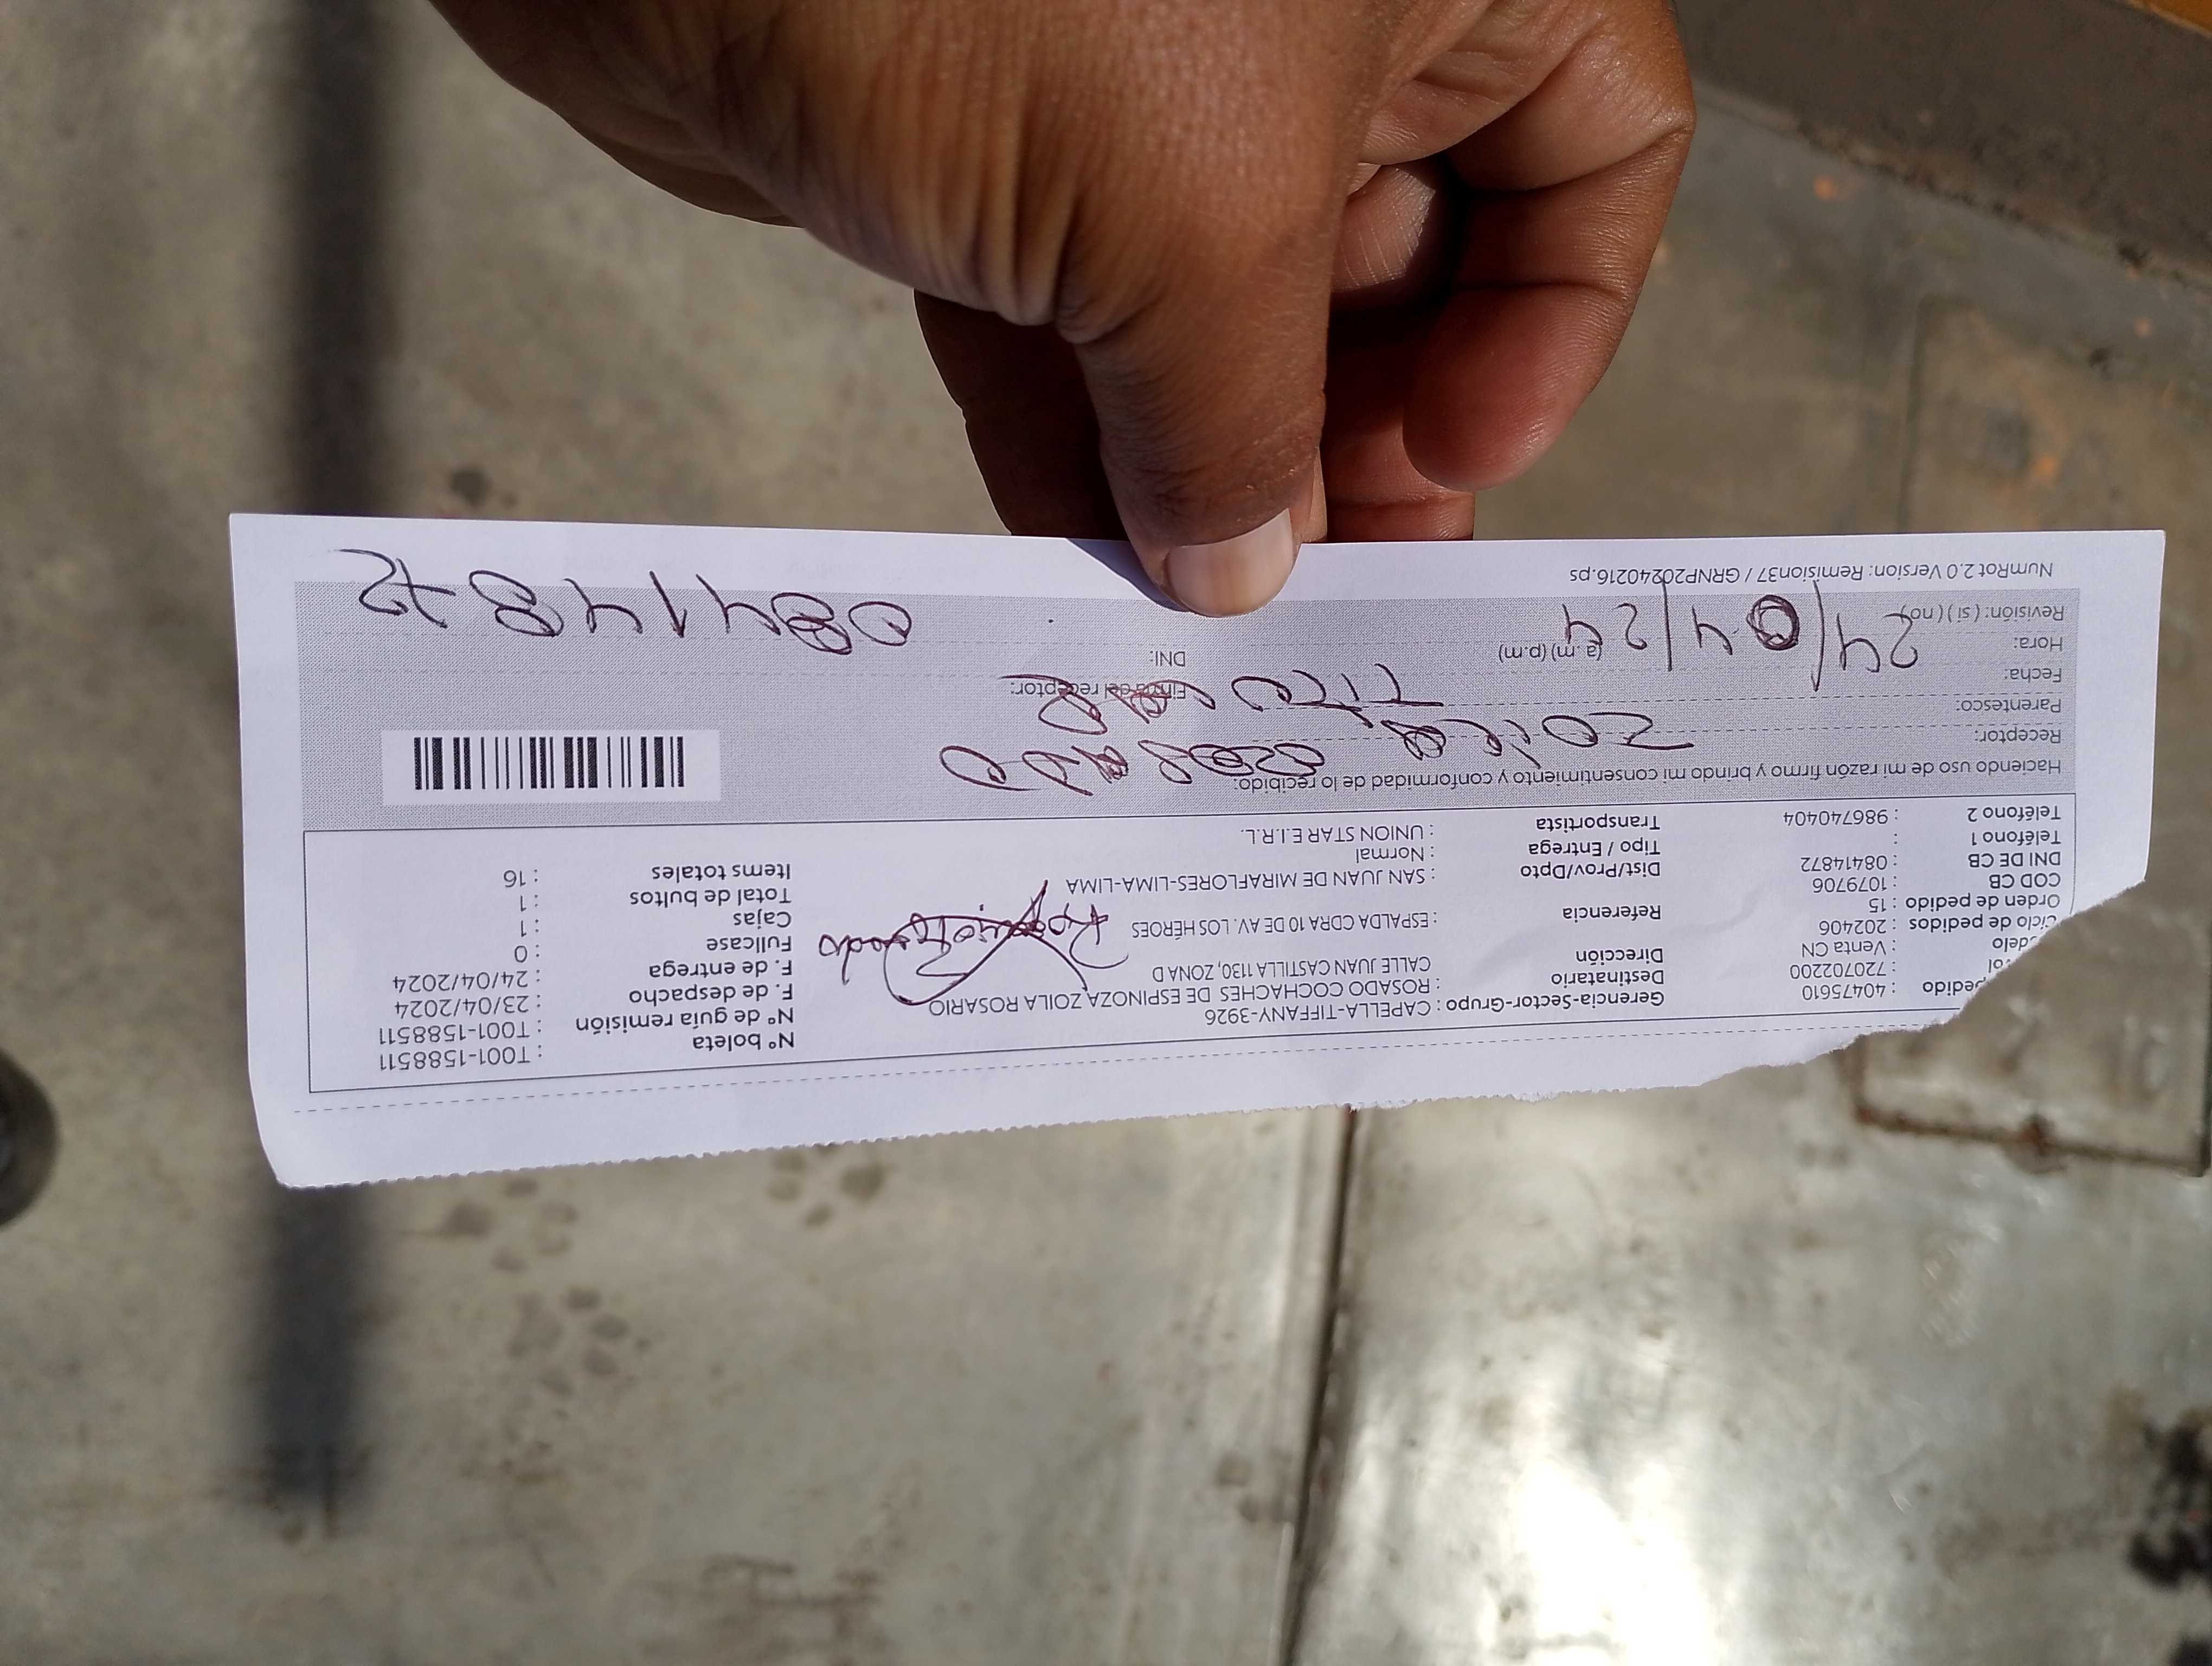 pedido : 40475610
: 720702200
: Venta CN
Ciclo de pedidos : 202406
Orden de pedido : 15
COD CB : 1079706
DNI DE CB : 08414872
Teléfono 1 :
Teléfono 2 : 986740404
Gerencia-Sector-Grupo : CAPELLA-TIFFANY-3926
Destinatario : ROSADO COCHACHES DE ESPINOZA ZOILA ROSARIO
Dirección CALLE JUAN CASTILLA 1130, ZONA D
Referencia : ESPALDA CDRA 10 DE AV. LOS HÉROES
Dist/Prov/Dpto : SAN JUAN DE MIRAFLORES-LIMA-LIMA
Tipo / Entrega : Normal
Transportista : UNION STAR E.I.R.L.
N° boleta : T001-1588511
N° de guía remisión : T001-1588511
F. de despacho : 23/04/2024
F. de entrega : 24/04/2024
Fullcase : 0
Cajas : 1
Total de bultos : 1
Items totales : 16
Haciendo uso de mi razón firmo y brindo mi consentimiento y conformidad de lo recibido:
Receptor: Zoila Rosado
Parentesco: Titular
Fecha: 24/04/24
Hora: (a.m) (p.m)
Revisión: ( si ) ( no)
Firma del receptor:
DNI: 08414872
NumRot 2.0 Version: Remision37 / GRNP20240216.ps